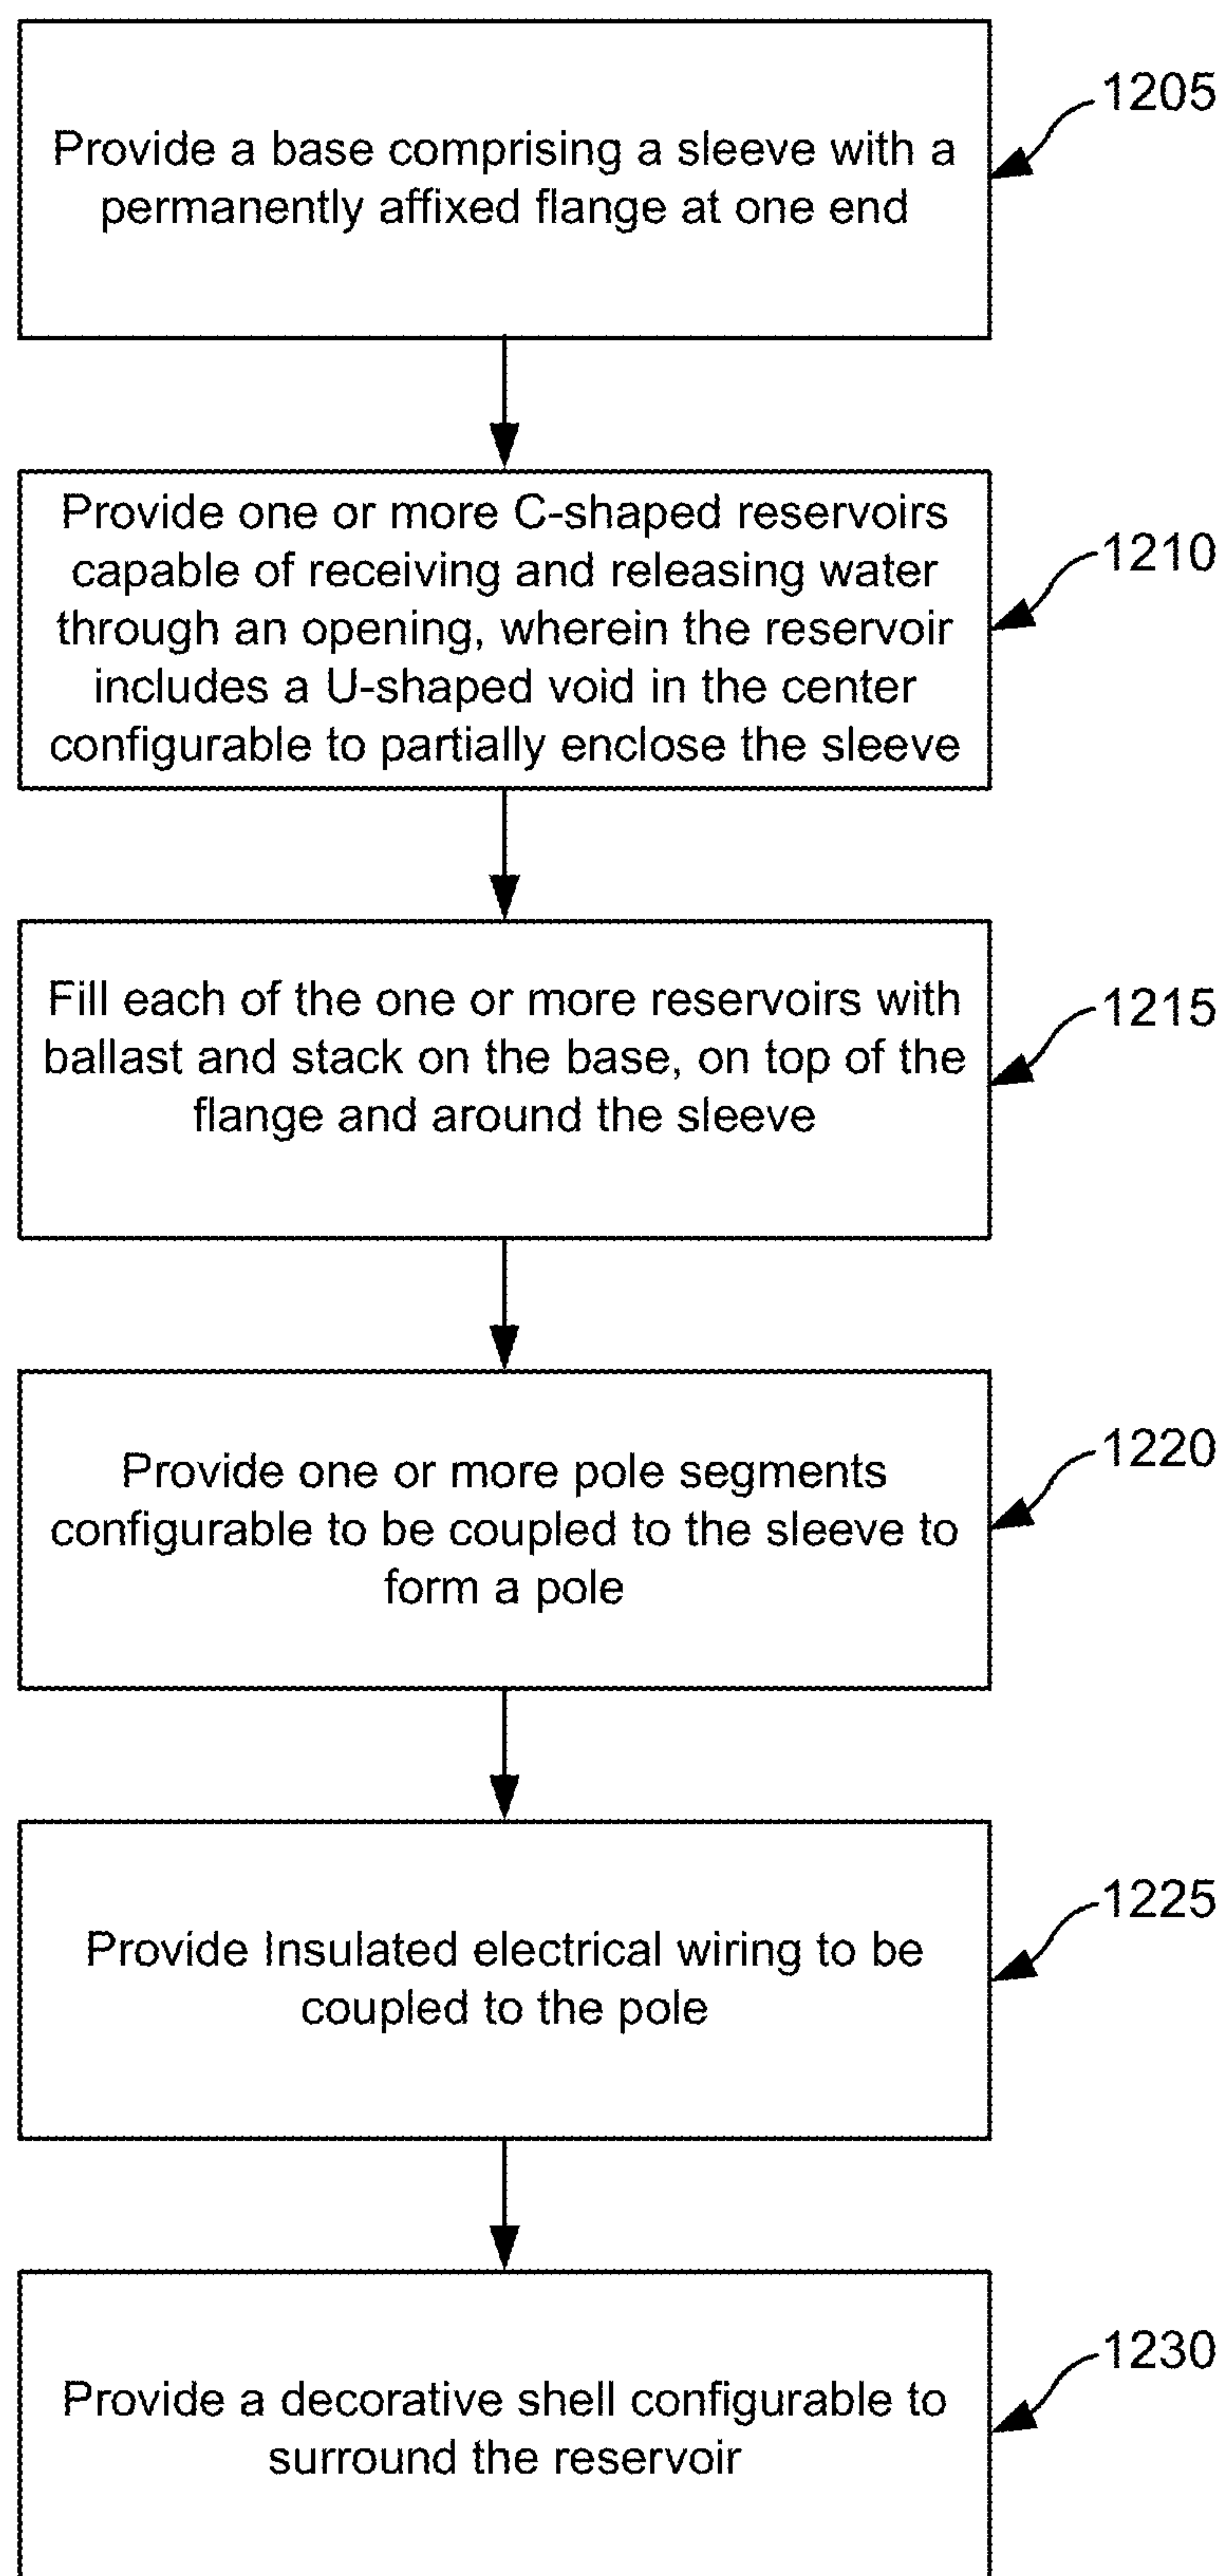 Provide a base comprising a sleeve with a
permanently affixed flange at one end
1205
Provide one or more C-shaped reservoirs
capable of receiving and releasing water
through an opening, wherein the reservoir
includes a U-shaped void in the center
configurable to partially enclose the sleeve
1210
Fill each of the one or more reservoirs with
ballast and stack on the base, on top of the
flange and around the sleeve
1215
Provide one or more pole segments
configurable to be coupled to the sleeve to
form a pole
1220
Provide Insulated electrical wiring to be
coupled to the pole
1225
Provide a decorative shell configurable to
surround the reservoir
1230